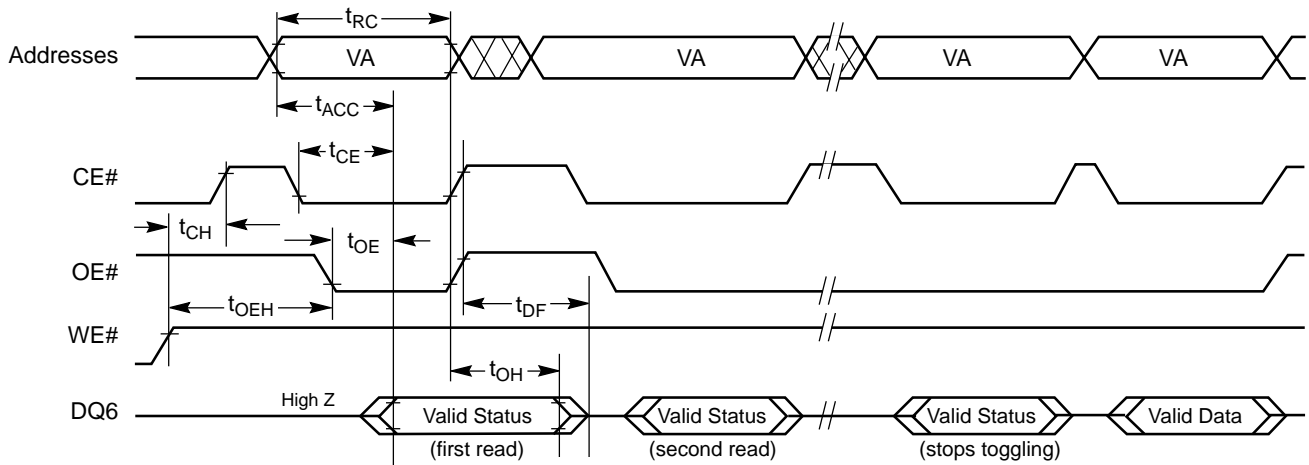 tRC
Addresses VA VA VA VA
tACC
tCE
CE#
tCH tOE
OE#
tOEH tDF
WE#
tOH
High Z
DQ6 Valid Status Valid Status Valid Status Valid Data
(first read) (second read) (stops toggling)